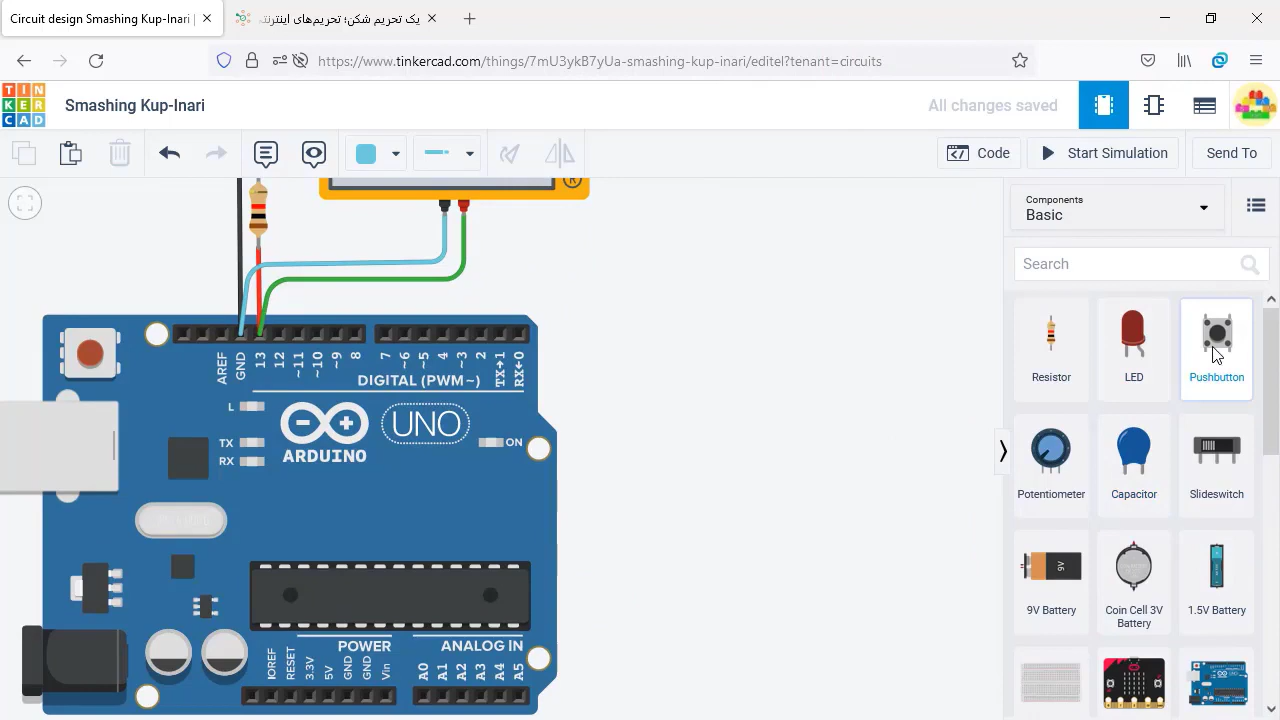 Circuit design Smashing Kup-Inari |
یک تحریم شکن؛ تحریم‌های اینترنتی
https://www.tinkercad.com/things/7mU3ykB7yUa-smashing-kup-inari/editel?tenant=circuits
TIN
KER
CAD
Smashing Kup-Inari
All changes saved
Code
Start Simulation
Send To
Components
Basic
Search
Resistor
LED
Pushbutton
Potentiometer
Capacitor
Slideswitch
9V
9V Battery
Coin Cell 3V Battery
1.5V Battery
R
AREF
GND
13
12
~11
~10
~9
8
7
~6
~5
4
~3
2
TX→1
RX←0
DIGITAL (PWM~)
L
TX
RX
ARDUINO
UNO
ON
POWER
ANALOG IN
IOREF
RESET
3.3V
5V
GND
GND
Vin
A0
A1
A2
A3
A4
A5